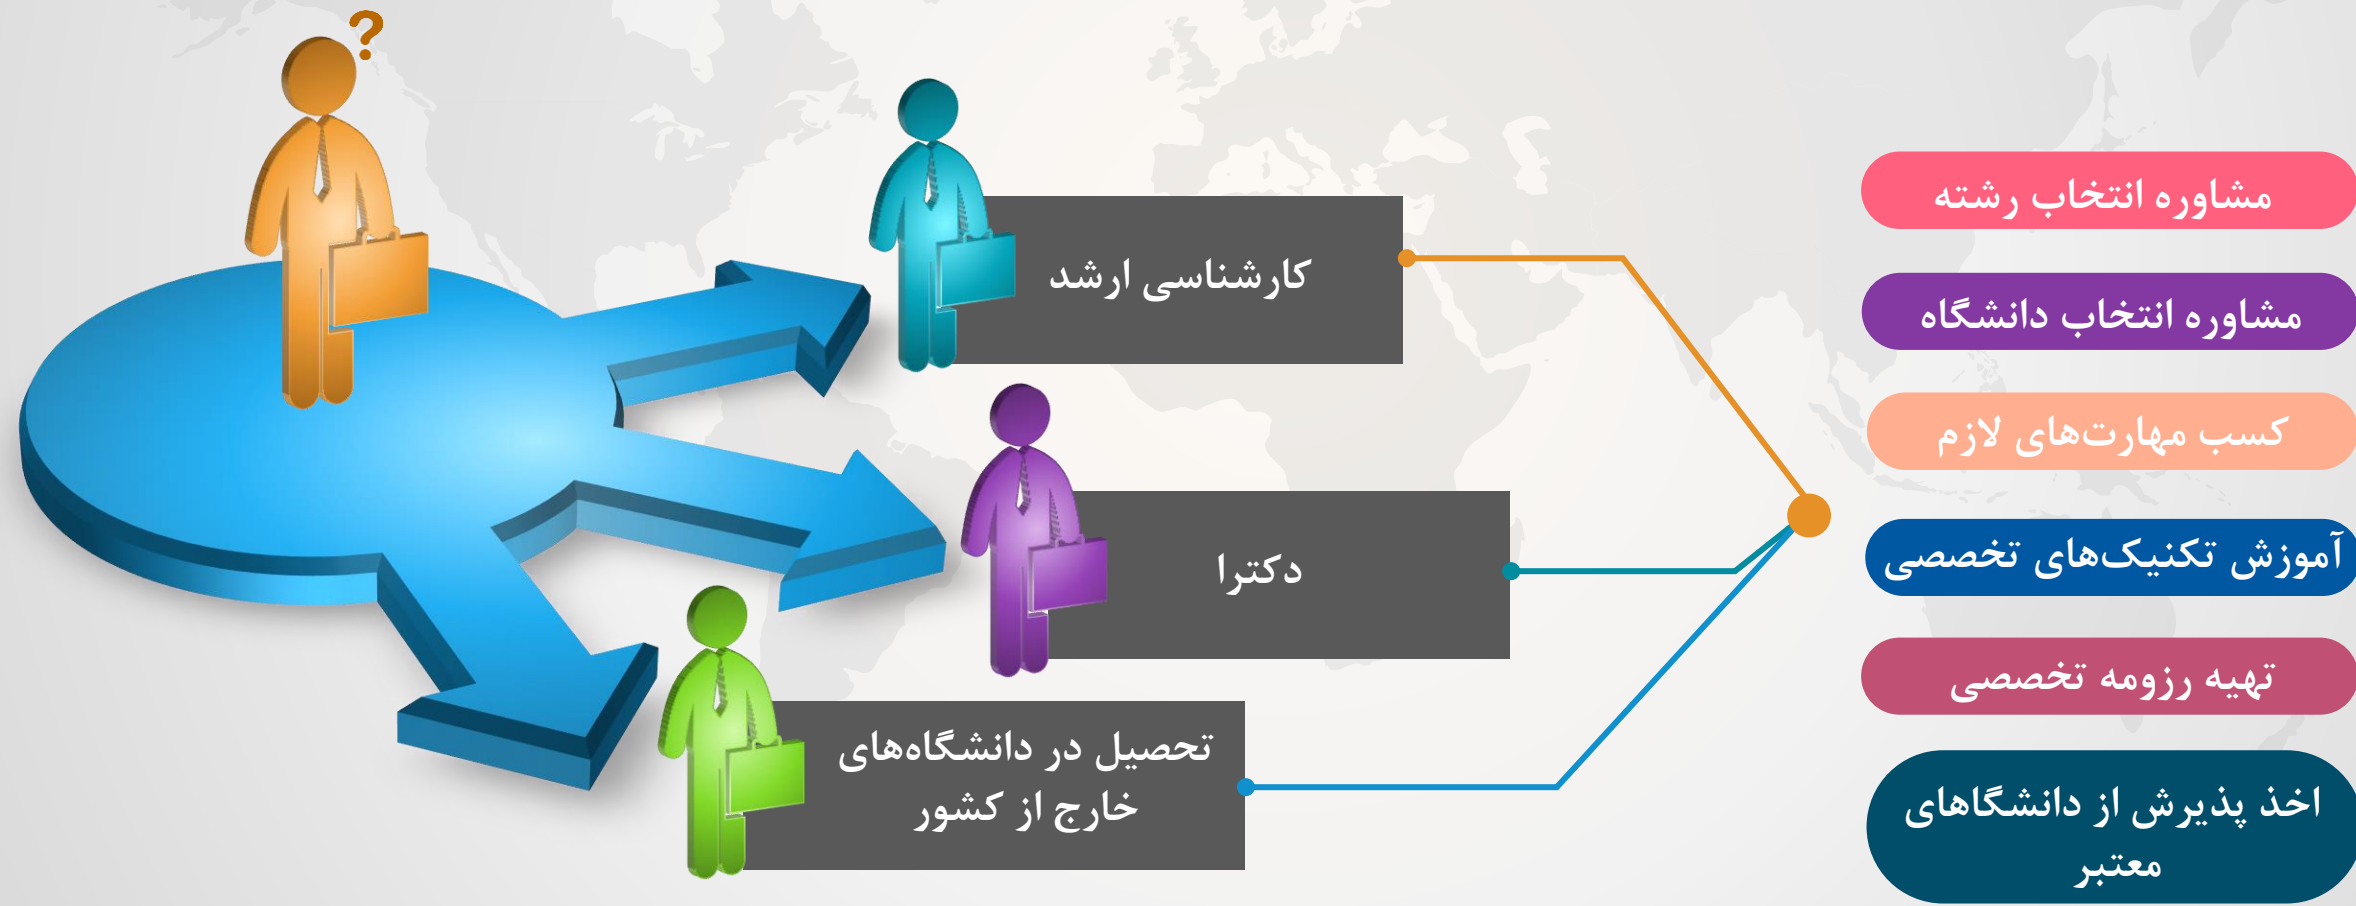 ?
کارشناسی ارشد
دکترا
تحصیل در دانشگاه‌های
خارج از کشور
مشاوره انتخاب رشته
مشاوره انتخاب دانشگاه
کسب مهارت‌های لازم
آموزش تکنیک‌های تخصصی
تهیه رزومه تخصصی
اخذ پذیرش از دانشگاهای
معتبر